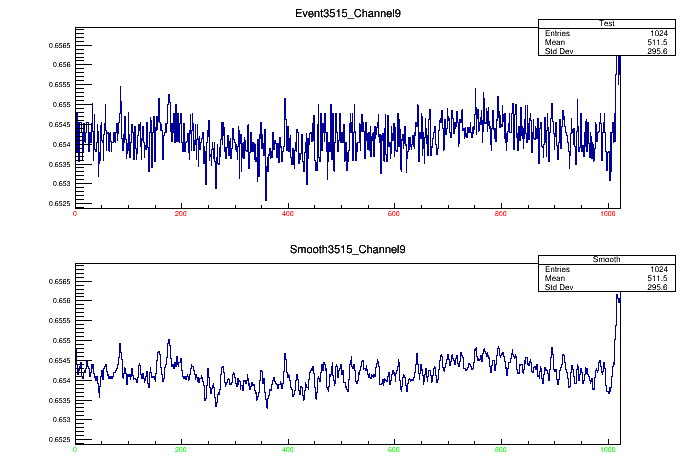 Event3515_Channel9
Test
Entries 1024
Mean 511.5
Std Dev 295.6
0.6565
0.656
0.6555
0.655
0.6545
0.654
0.6535
0.653
0.6525
0 200 400 600 800 1000
Smooth3515_Channel9
Smooth
Entries 1024
Mean 511.5
Std Dev 295.6
0.6565
0.656
0.6555
0.655
0.6545
0.654
0.6535
0.653
0.6525
0 200 400 600 800 1000